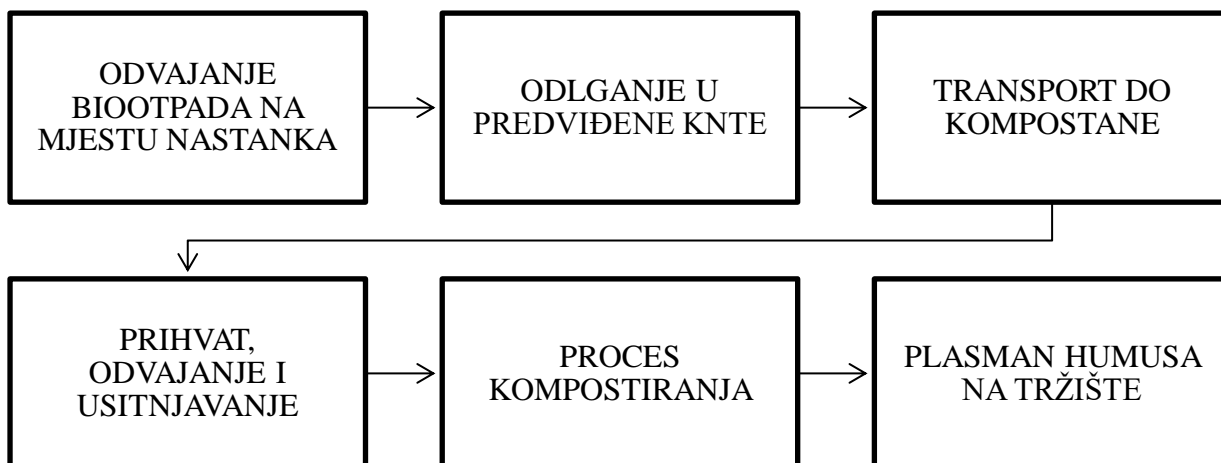 ODVAJANJE
BIOOTPADA NA
MJESTU NASTANKA
ODLGANJE U
PREDVIĐENE KNTE
TRANSPORT DO
KOMPOSTANE
PRIHVAT,
ODVAJANJE I
USITNJAVANJE
PROCES
KOMPOSTIRANJA
PLASMAN HUMUSA
NA TRŽIŠTE